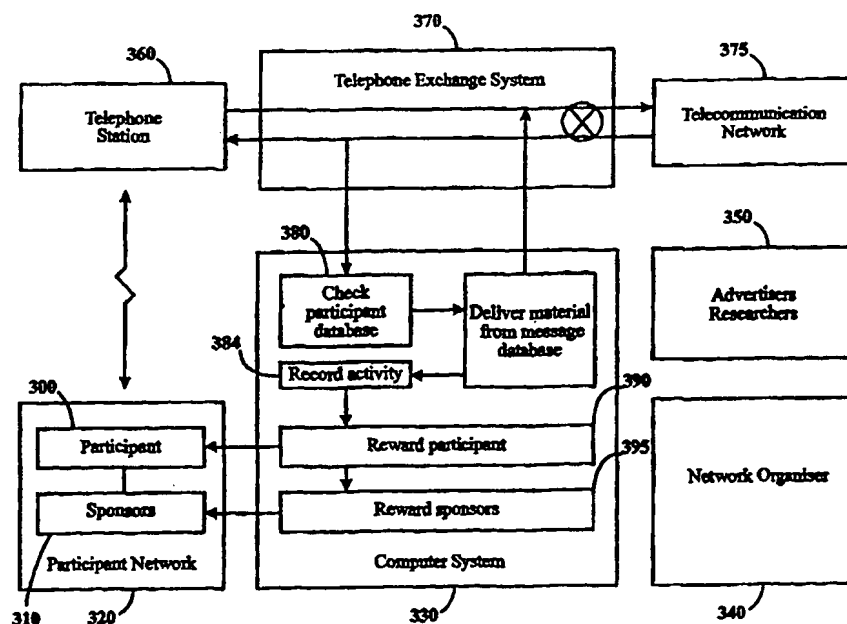 370
360
375
Telephone Exchange System
Telephone
Station
Telecommunication
Network
380
350
Check
participant
database
Deliver material
from message
database
Advertisers
Researchers
384
Record activity
300
390
Participant
Reward participant
395
Network Organiser
Sponsors
Reward sponsors
Participant Network
Computer System
310
320
330
340